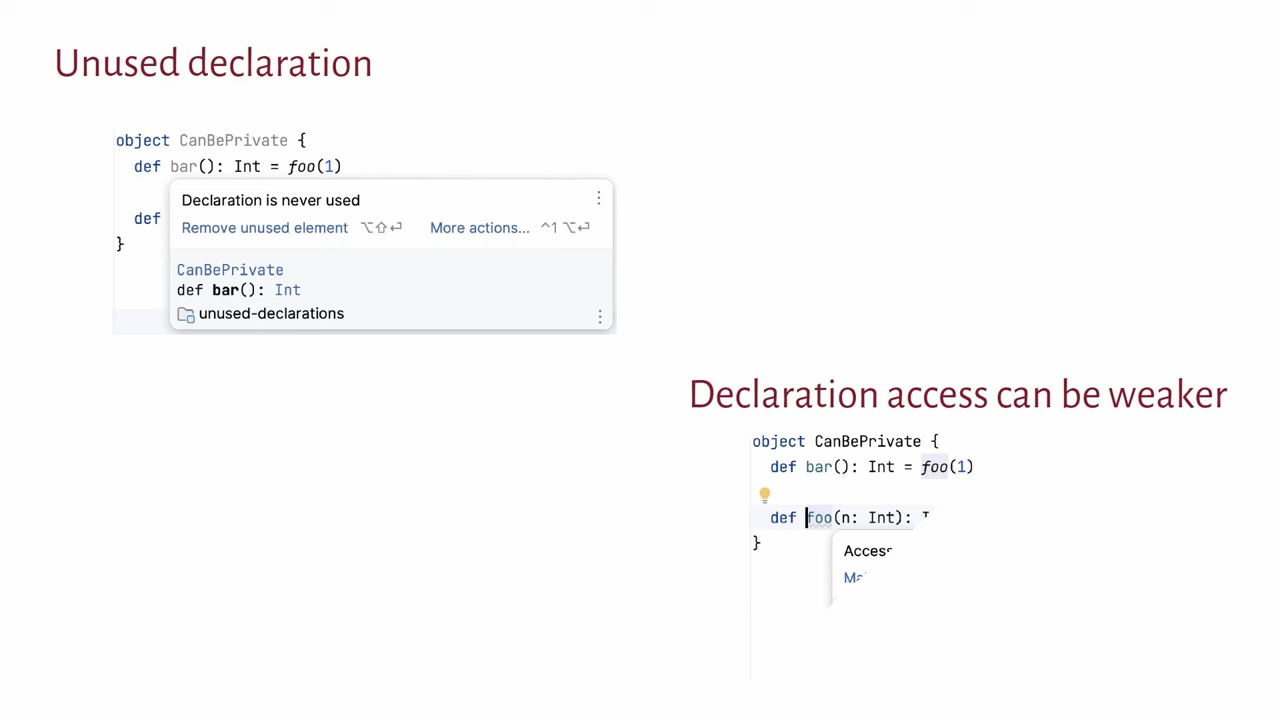 Unused declaration
object CanBePrivate {
def bar(): Int = foo(1)
Declaration is never used
Remove unused element ⌥⇧⏎ More actions... ^1 ⌥⏎
def
}
CanBePrivate
def bar(): Int
unused-declarations
Declaration access can be weaker
object CanBePrivate {
def bar(): Int = foo(1)
def foo(n: Int):
}